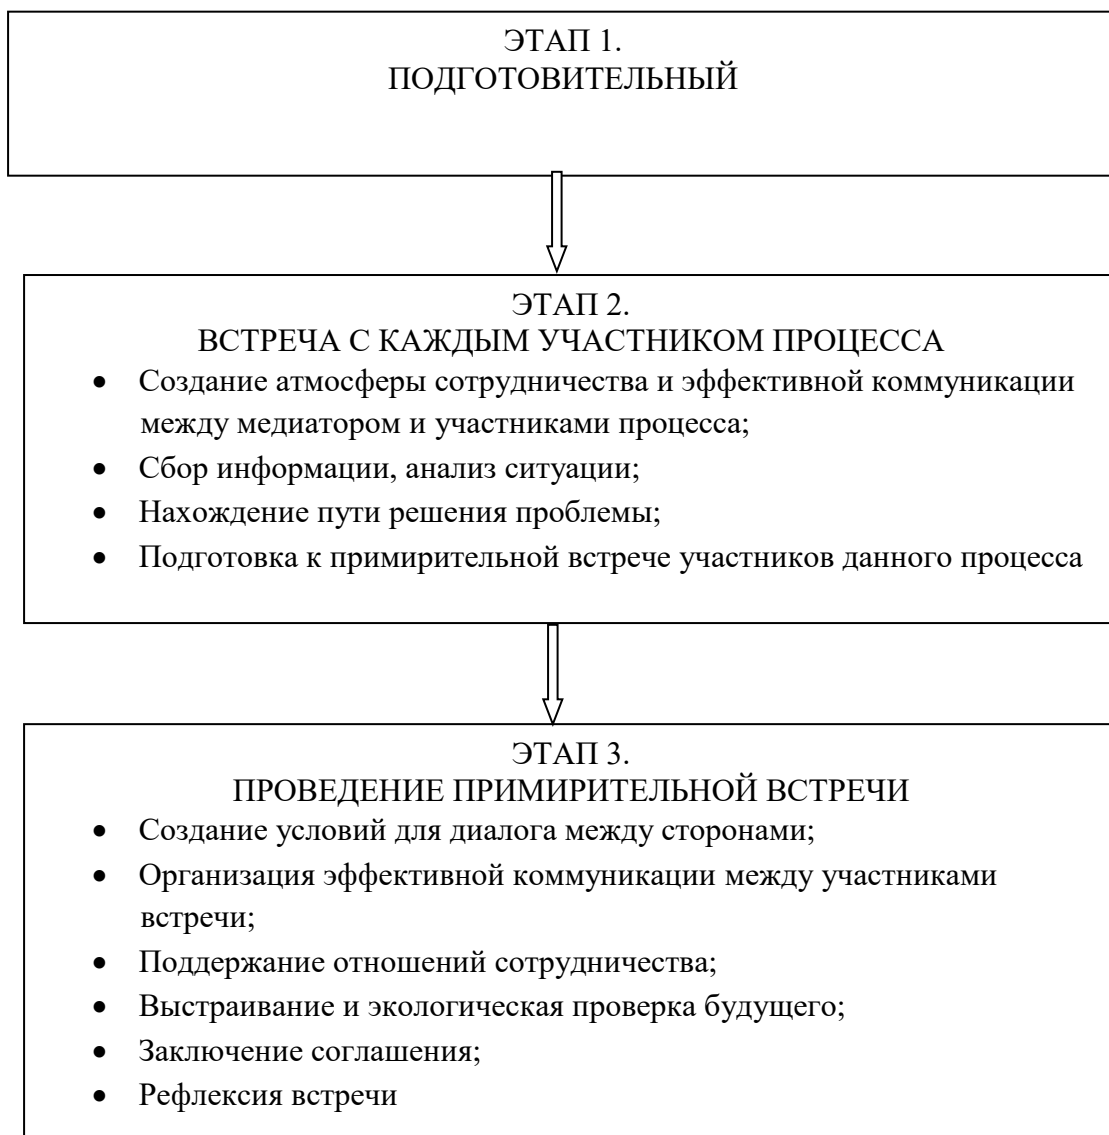 ЭТАП 1.
ПОДГОТОВИТЕЛЬНЫЙ
ЭТАП 2.
ВСТРЕЧА С КАЖДЫМ УЧАСТНИКОМ ПРОЦЕССА
• Создание атмосферы сотрудничества и эффективной коммуникации
между медиатором и участниками процесса;
• Сбор информации, анализ ситуации;
• Нахождение пути решения проблемы;
• Подготовка к примирительной встрече участников данного процесса
ЭТАП 3.
ПРОВЕДЕНИЕ ПРИМИРИТЕЛЬНОЙ ВСТРЕЧИ
• Создание условий для диалога между сторонами;
• Организация эффективной коммуникации между участниками
встречи;
• Поддержание отношений сотрудничества;
• Выстраивание и экологическая проверка будущего;
• Заключение соглашения;
• Рефлексия встречи